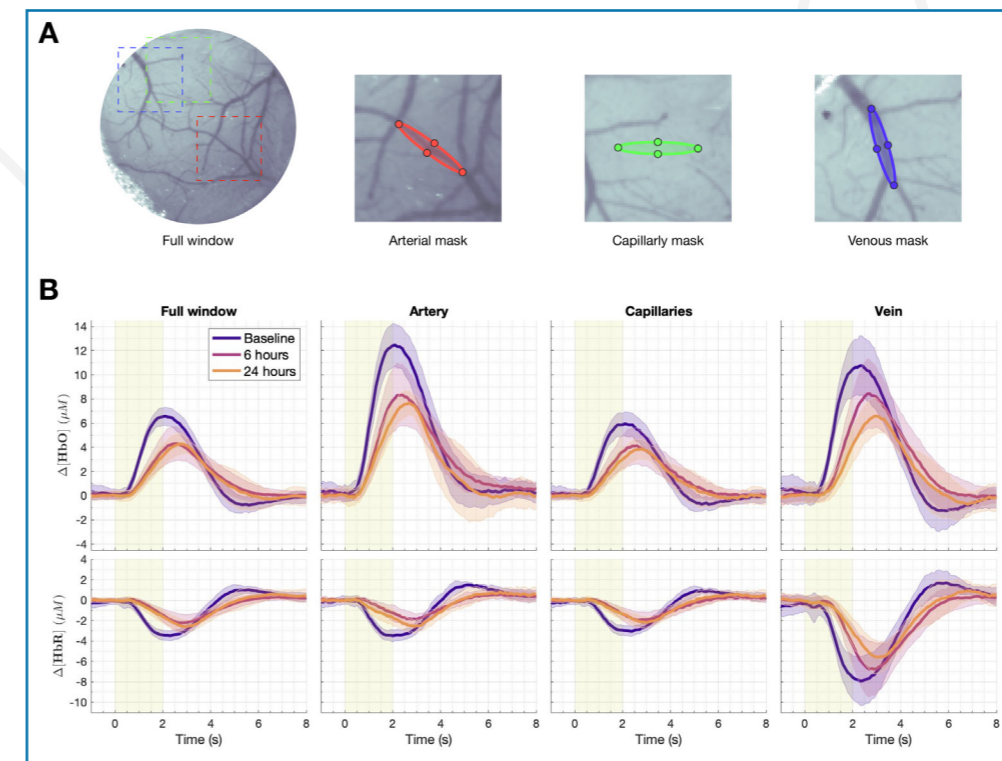 A
Full window
Arterial mask
Capillarly mask
Venous mask
B
Full window
Artery
Capillaries
Vein
Baseline
6 hours
24 hours
Δ[HbO] (μM)
14
12
10
8
6
4
2
0
-2
-4
Δ[HbR] (μM)
4
2
0
-2
-4
-6
-8
-10
0 2 4 6 8
0 2 4 6 8
0 2 4 6 8
0 2 4 6 8
Time (s)
Time (s)
Time (s)
Time (s)